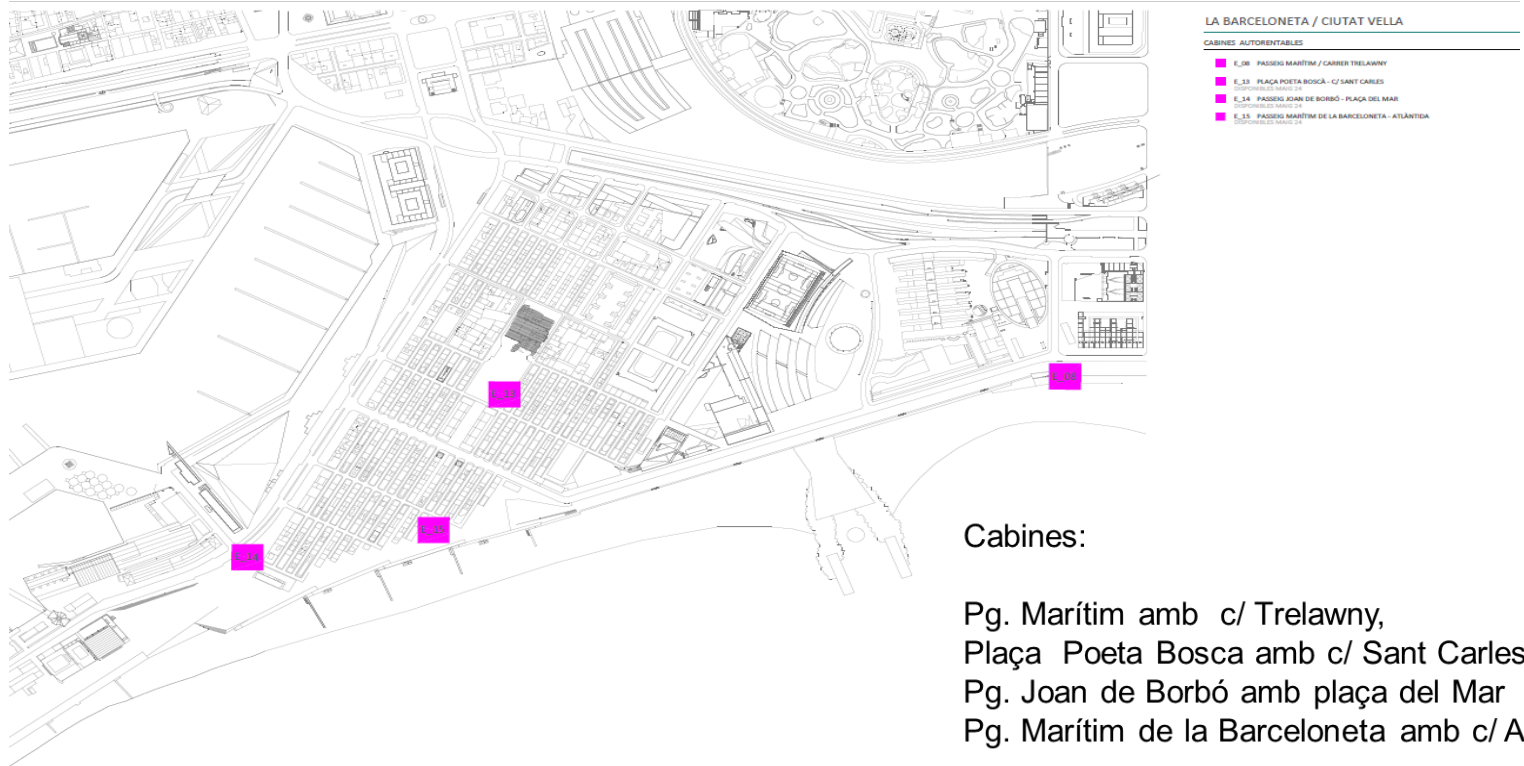 LA BARCELONETA / CIUTAT VELLA
CABINES AUTORENTABLES
E_08 PASSEIG MARÍTIM / CARRER TRELAWNY
E_13 PLAÇA POETA BOSCÀ - C/ SANT CARLES
DISPONIBLES MAIG 24
E_14 PASSEIG JOAN DE BORBÓ - PLAÇA DEL MAR
DISPONIBLES MAIG 24
E_15 PASSEIG MARÍTIM DE LA BARCELONETA - ATLÀNTIDA
DISPONIBLES MAIG 24
E_08
E_13
E_15
E_14
Cabines:
Pg. Marítim amb c/ Trelawny,
Plaça Poeta Bosca amb c/ Sant Carles
Pg. Joan de Borbó amb plaça del Mar
Pg. Marítim de la Barceloneta amb c/ A